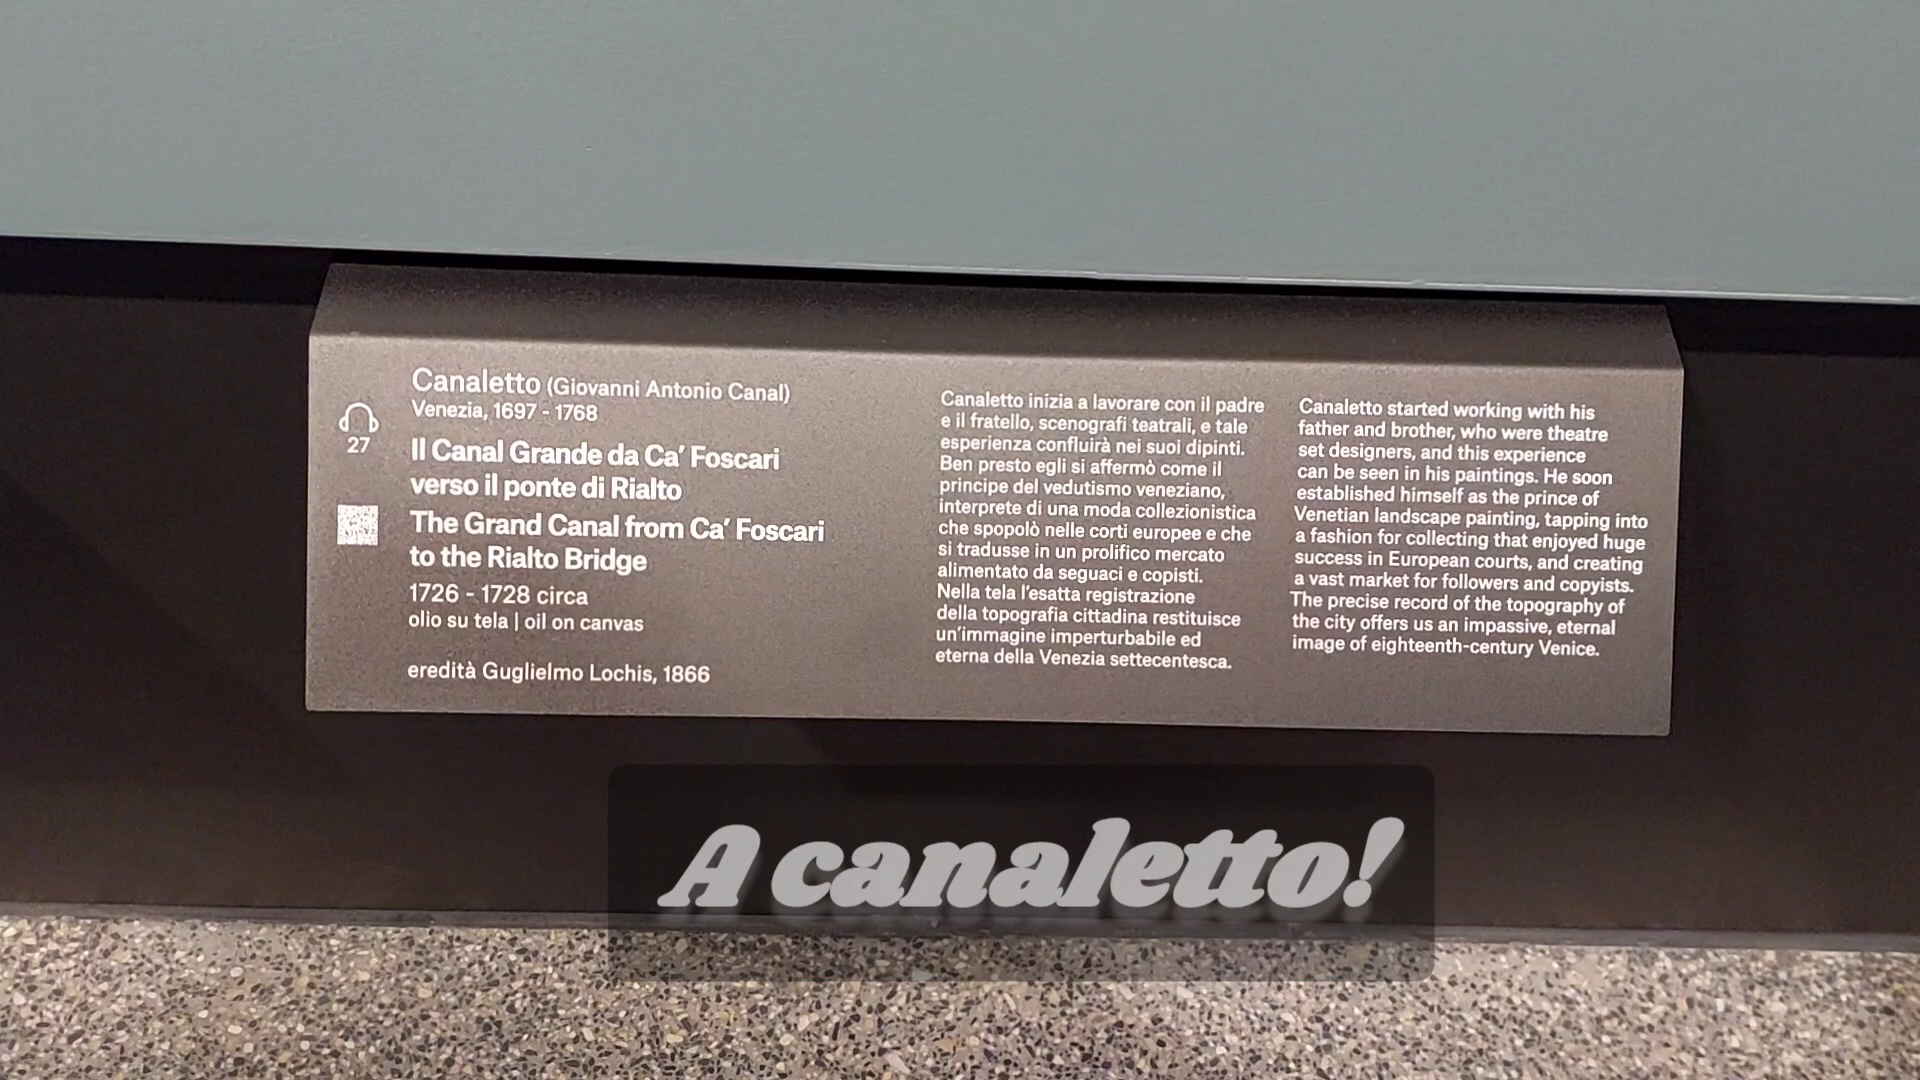 Canaletto (Giovanni Antonio Canal)
Venezia, 1697 - 1768
27
Il Canal Grande da Ca' Foscari
verso il ponte di Rialto
The Grand Canal from Ca' Foscari
to the Rialto Bridge
1726 - 1728 circa
olio su tela | oil on canvas
eredità Guglielmo Lochis, 1866
Canaletto inizia a lavorare con il padre
e il fratello, scenografi teatrali, e tale
esperienza confluirà nei suoi dipinti.
Ben presto egli si affermò come il
principe del vedutismo veneziano,
interprete di una moda collezionistica
che spopolò nelle corti europee e che
si tradusse in un prolifico mercato
alimentato da seguaci e copisti.
Nella tela l'esatta registrazione
della topografia cittadina restituisce
un'immagine imperturbabile ed
eterna della Venezia settecentesca.
Canaletto started working with his
father and brother, who were theatre
set designers, and this experience
can be seen in his paintings. He soon
established himself as the prince of
Venetian landscape painting, tapping into
a fashion for collecting that enjoyed huge
success in European courts, and creating
a vast market for followers and copyists.
The precise record of the topography of
the city offers us an impassive, eternal
image of eighteenth-century Venice.
A canaletto!